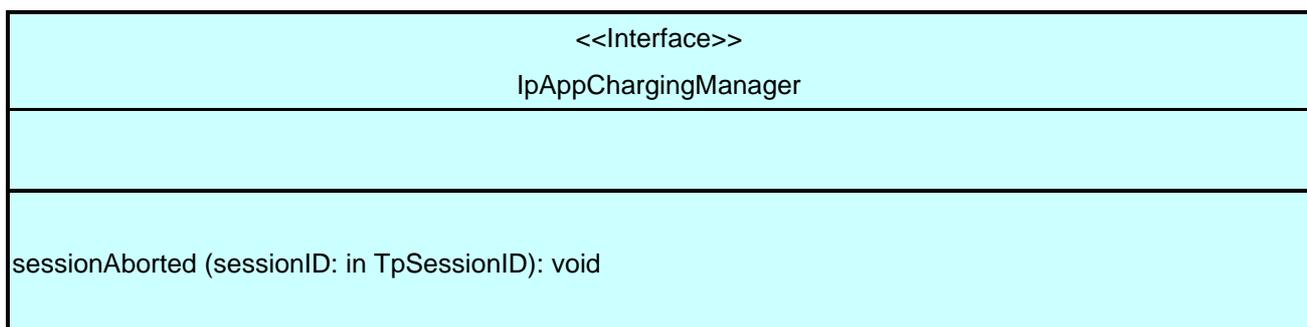 <<Interface>>
IpAppChargingManager
sessionAborted (sessionID: in TpSessionID): void